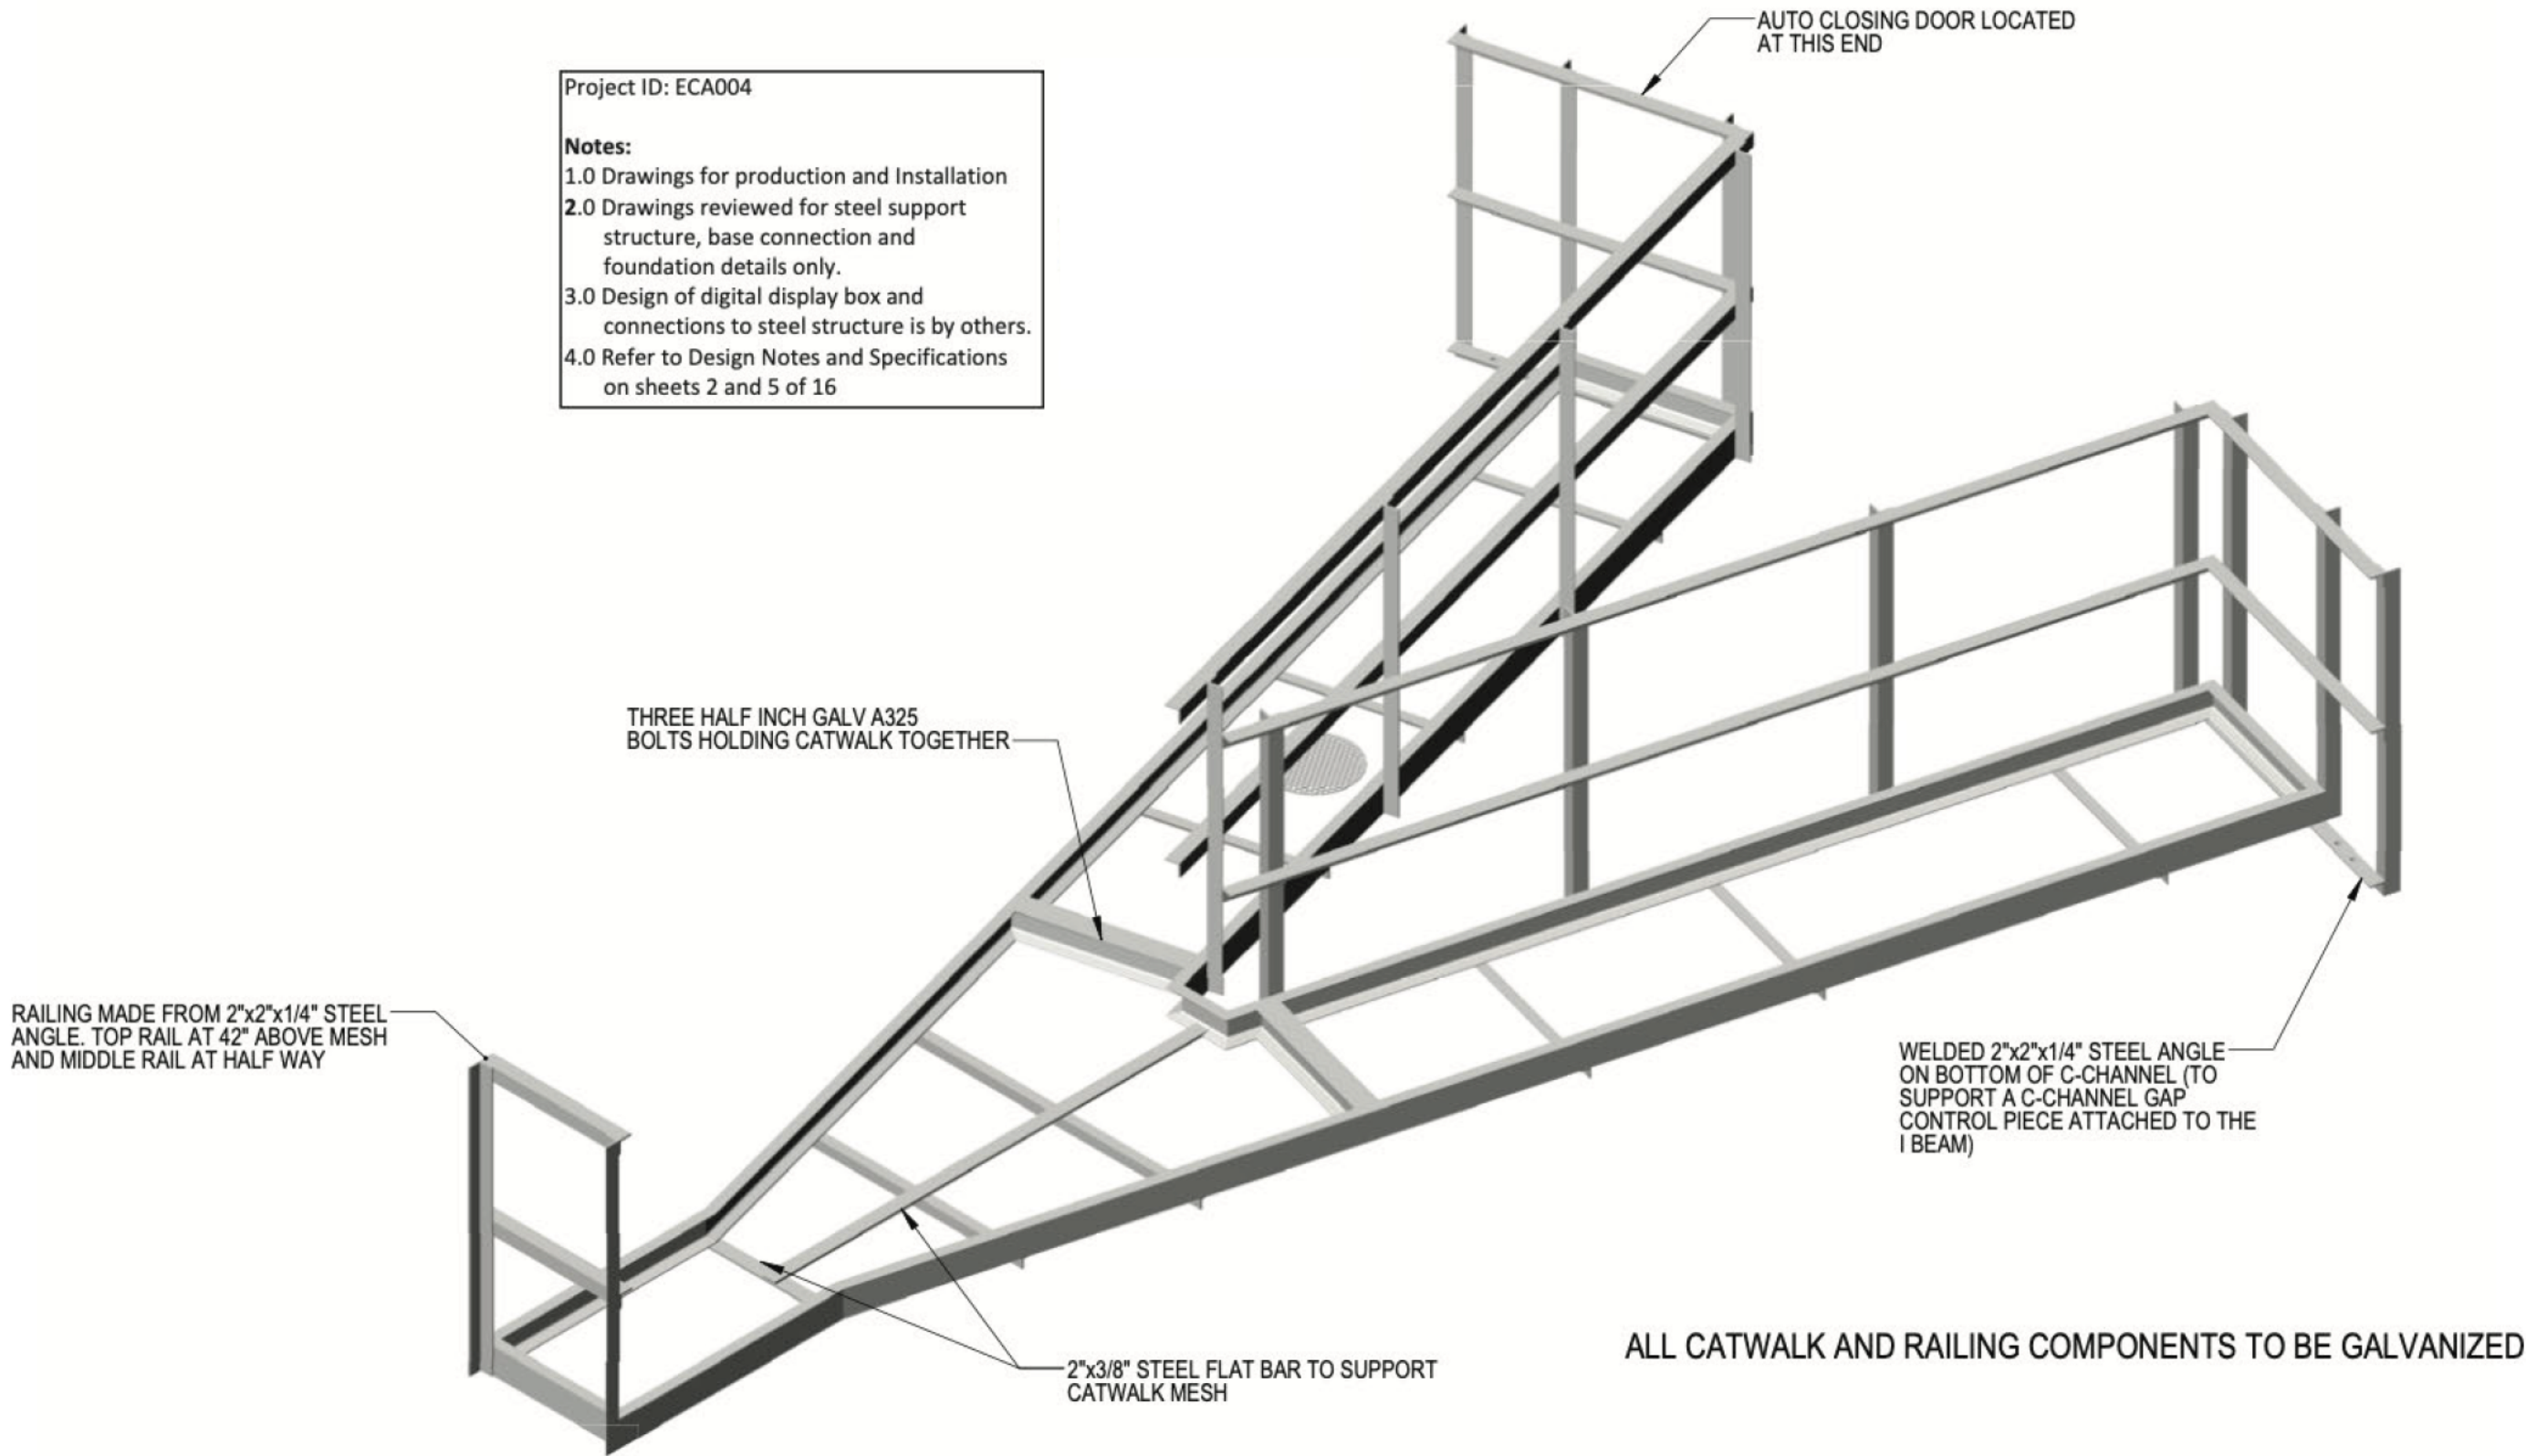 AUTO CLOSING DOOR LOCATED
AT THIS END
Project ID: ECA004
Notes:
1.0 Drawings for production and Installation
2.0 Drawings reviewed for steel support
structure, base connection and
foundation details only.
3.0 Design of digital display box and
connections to steel structure is by others.
4.0 Refer to Design Notes and Specifications
on sheets 2 and 5 of 16
THREE HALF INCH GALV A325
BOLTS HOLDING CATWALK TOGETHER
RAILING MADE FROM 2"x2"x1/4" STEEL
ANGLE. TOP RAIL AT 42" ABOVE MESH
AND MIDDLE RAIL AT HALF WAY
WELDED 2"x2"x1/4" STEEL ANGLE
ON BOTTOM OF C-CHANNEL (TO
SUPPORT A C-CHANNEL GAP
CONTROL PIECE ATTACHED TO THE
I BEAM)
2"x3/8" STEEL FLAT BAR TO SUPPORT
CATWALK MESH
ALL CATWALK AND RAILING COMPONENTS TO BE GALVANIZED